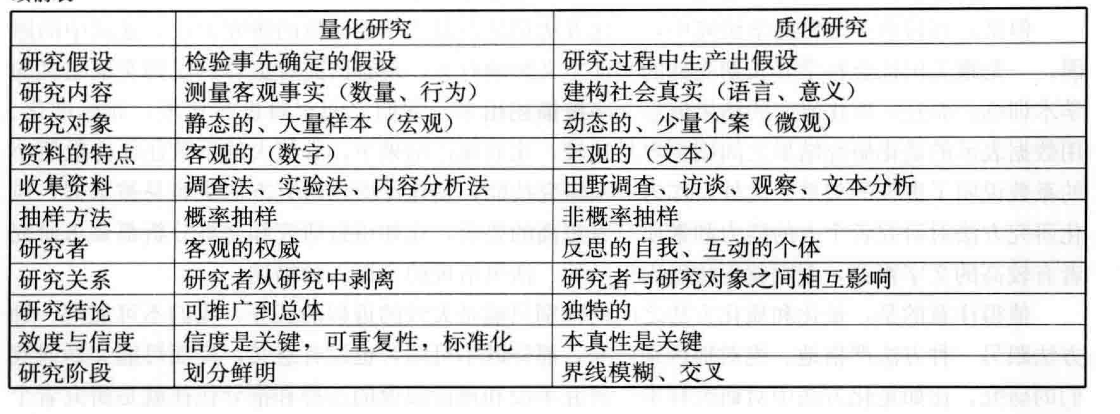 量化研究 质化研究
研究假设 检验事先确定的假设 研究过程中生产出假设
研究内容 测量客观事实（数量、行为） 建构社会真实（语言、意义）
研究对象 静态的、大量样本（宏观） 动态的、少量个案（微观）
资料的特点 客观的（数字） 主观的（文本）
收集资料 调查法、实验法、内容分析法 田野调查、访谈、观察、文本分析
抽样方法 概率抽样 非概率抽样
研究者 客观的权威 反思的自我、互动的个体
研究关系 研究者从研究中剥离 研究者与研究对象之间相互影响
研究结论 可推广到总体 独特的
效度与信度 信度是关键，可重复性，标准化 本真性是关键
研究阶段 划分鲜明 界线模糊、交叉